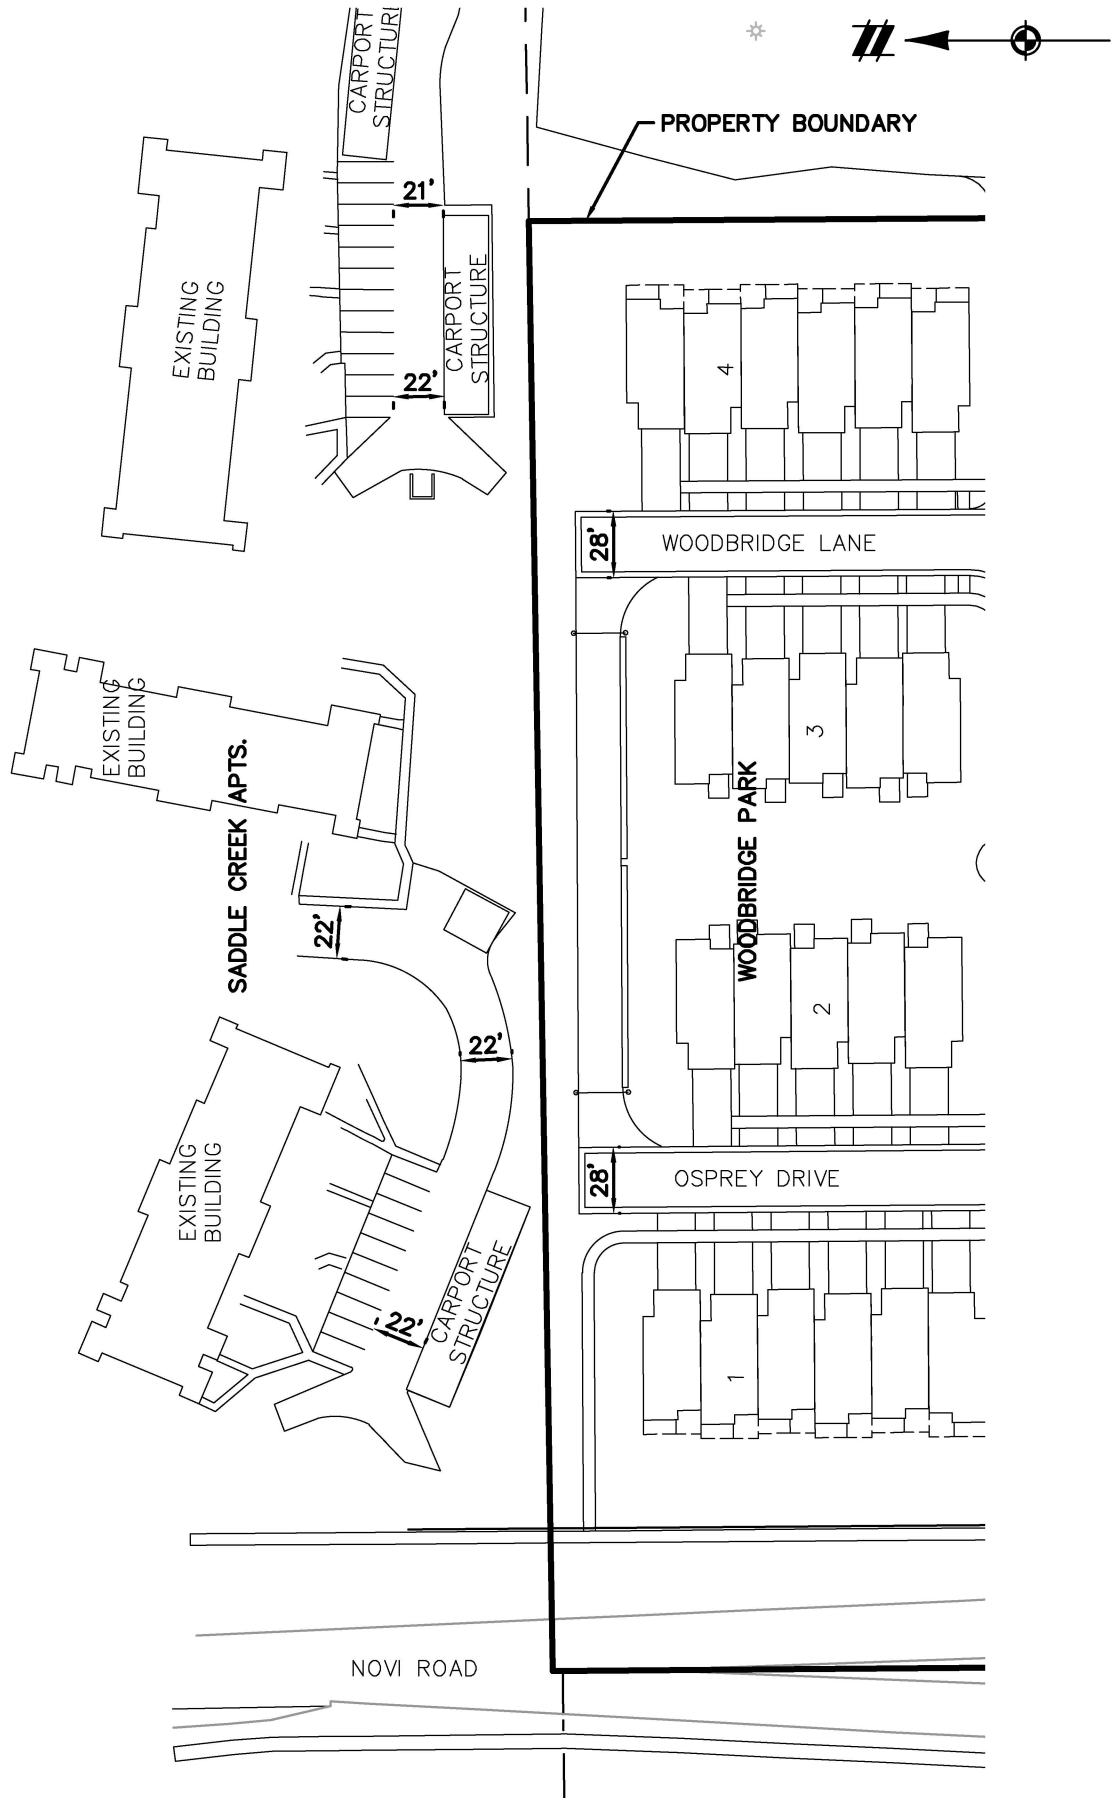 CARPORT
STRUCTURE
PROPERTY BOUNDARY
21'
EXISTING
BUILDING
CARPORT
STRUCTURE
22'
4
28'
WOODBRIDGE LANE
EXISTING
BUILDING
SADDLE CREEK APTS.
3
WOODBRIDGE PARK
22'
2
22'
EXISTING
BUILDING
28'
OSPREY DRIVE
CARPORT
STRUCTURE
22'
1
NOVI ROAD